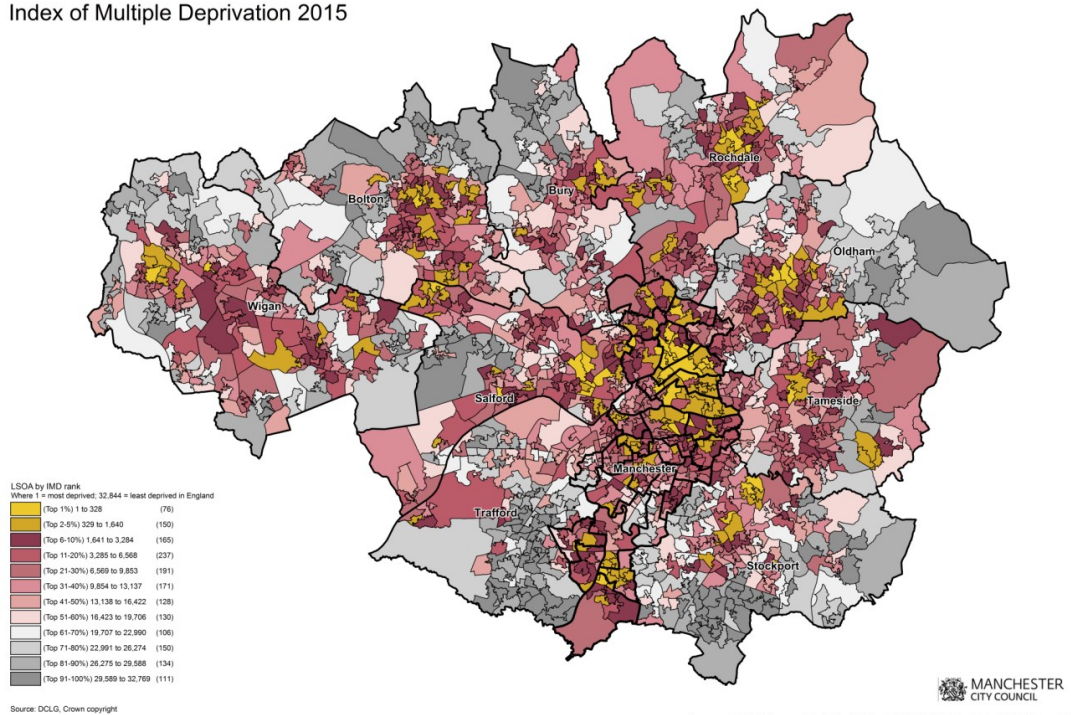 Index of Multiple Deprivation 2015
Rochdale
Bury
Bolton
Oldham
Wigan
Salford
Tameside
Manchester
Trafford
Stockport
LSOA by IMD rank
Where 1 = most deprived; 32,844 = least deprived in England
(Top 1%) 1 to 328 (76)
(Top 2-5%) 329 to 1,640 (150)
(Top 6-10%) 1,641 to 3,284 (165)
(Top 11-20%) 3,285 to 6,568 (237)
(Top 21-30%) 6,569 to 9,853 (191)
(Top 31-40%) 9,854 to 13,137 (171)
(Top 41-50%) 13,138 to 16,422 (128)
(Top 51-60%) 16,423 to 19,706 (130)
(Top 61-70%) 19,707 to 22,990 (106)
(Top 71-80%) 22,991 to 26,274 (150)
(Top 81-90%) 26,275 to 29,588 (134)
(Top 91-100%) 29,589 to 32,769 (111)
Source: DCLG, Crown copyright
MANCHESTER
CITY COUNCIL